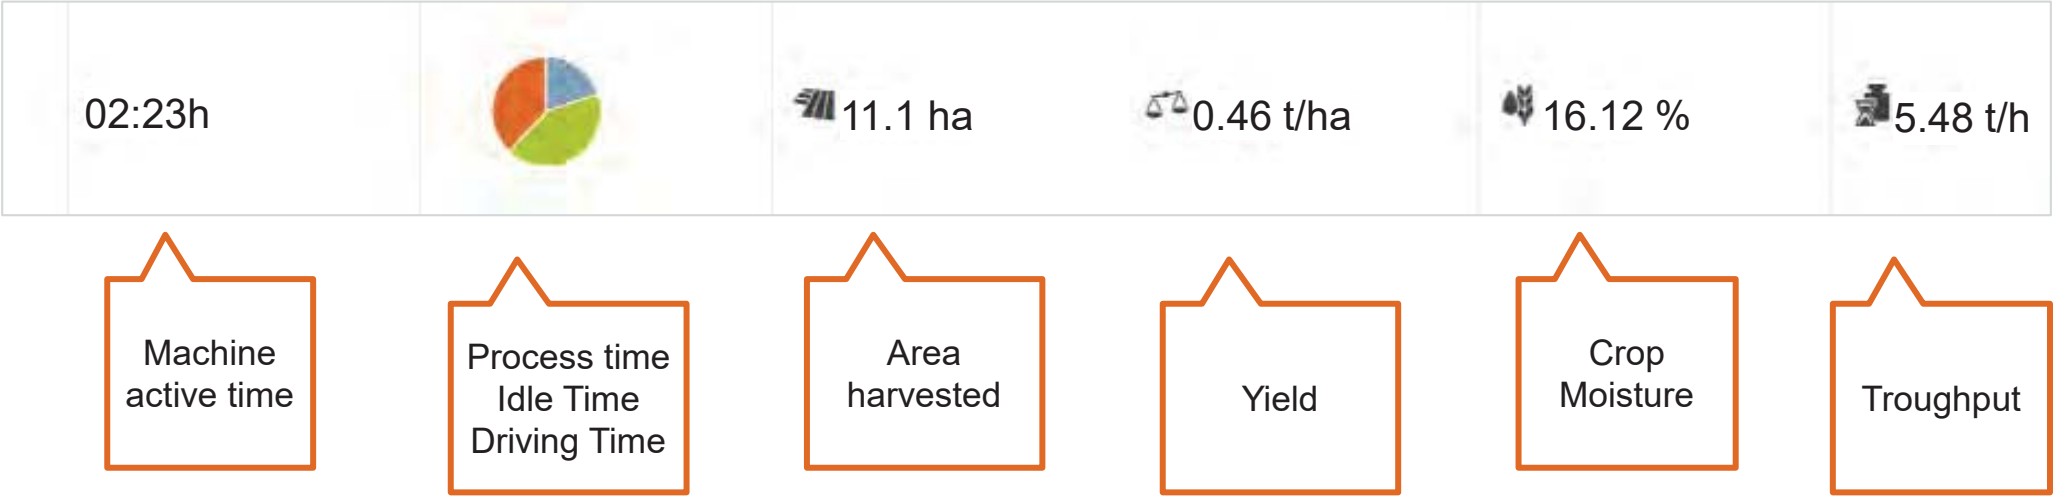 02:23h
11.1 ha
0.46 t/ha
16.12 %
5.48 t/h
Machine
active time
Process time
Idle Time
Driving Time
Area
harvested
Yield
Crop
Moisture
Troughput